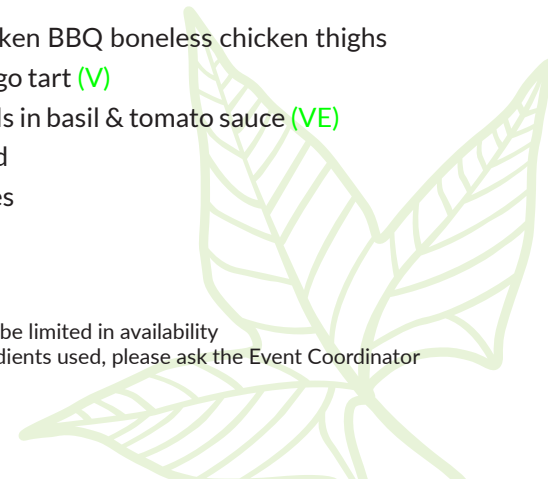 ken BBQ boneless chicken thighs
go tart (V)
ls in basil & tomato sauce (VE)
d
es
be limited in availability
dients used, please ask the Event Coordinator